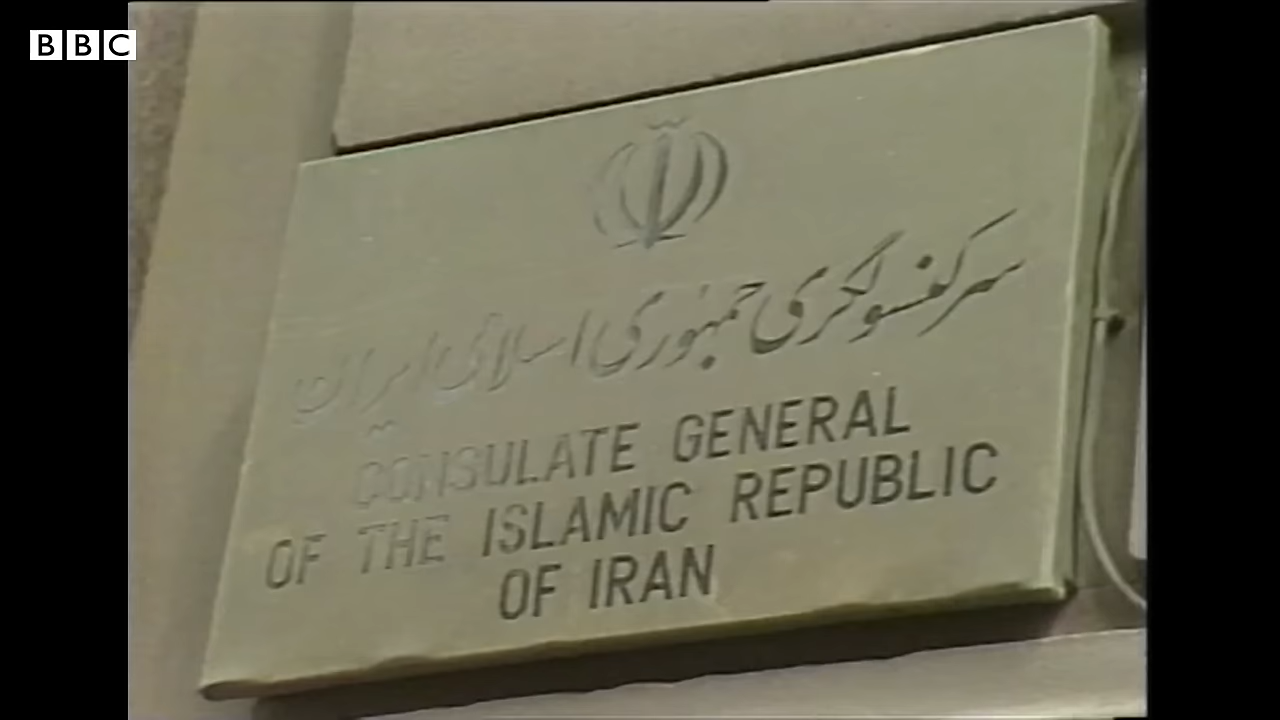 BBC
سرکنسولگری جمهوری اسلامی ایران
CONSULATE GENERAL
OF THE ISLAMIC REPUBLIC
OF IRAN